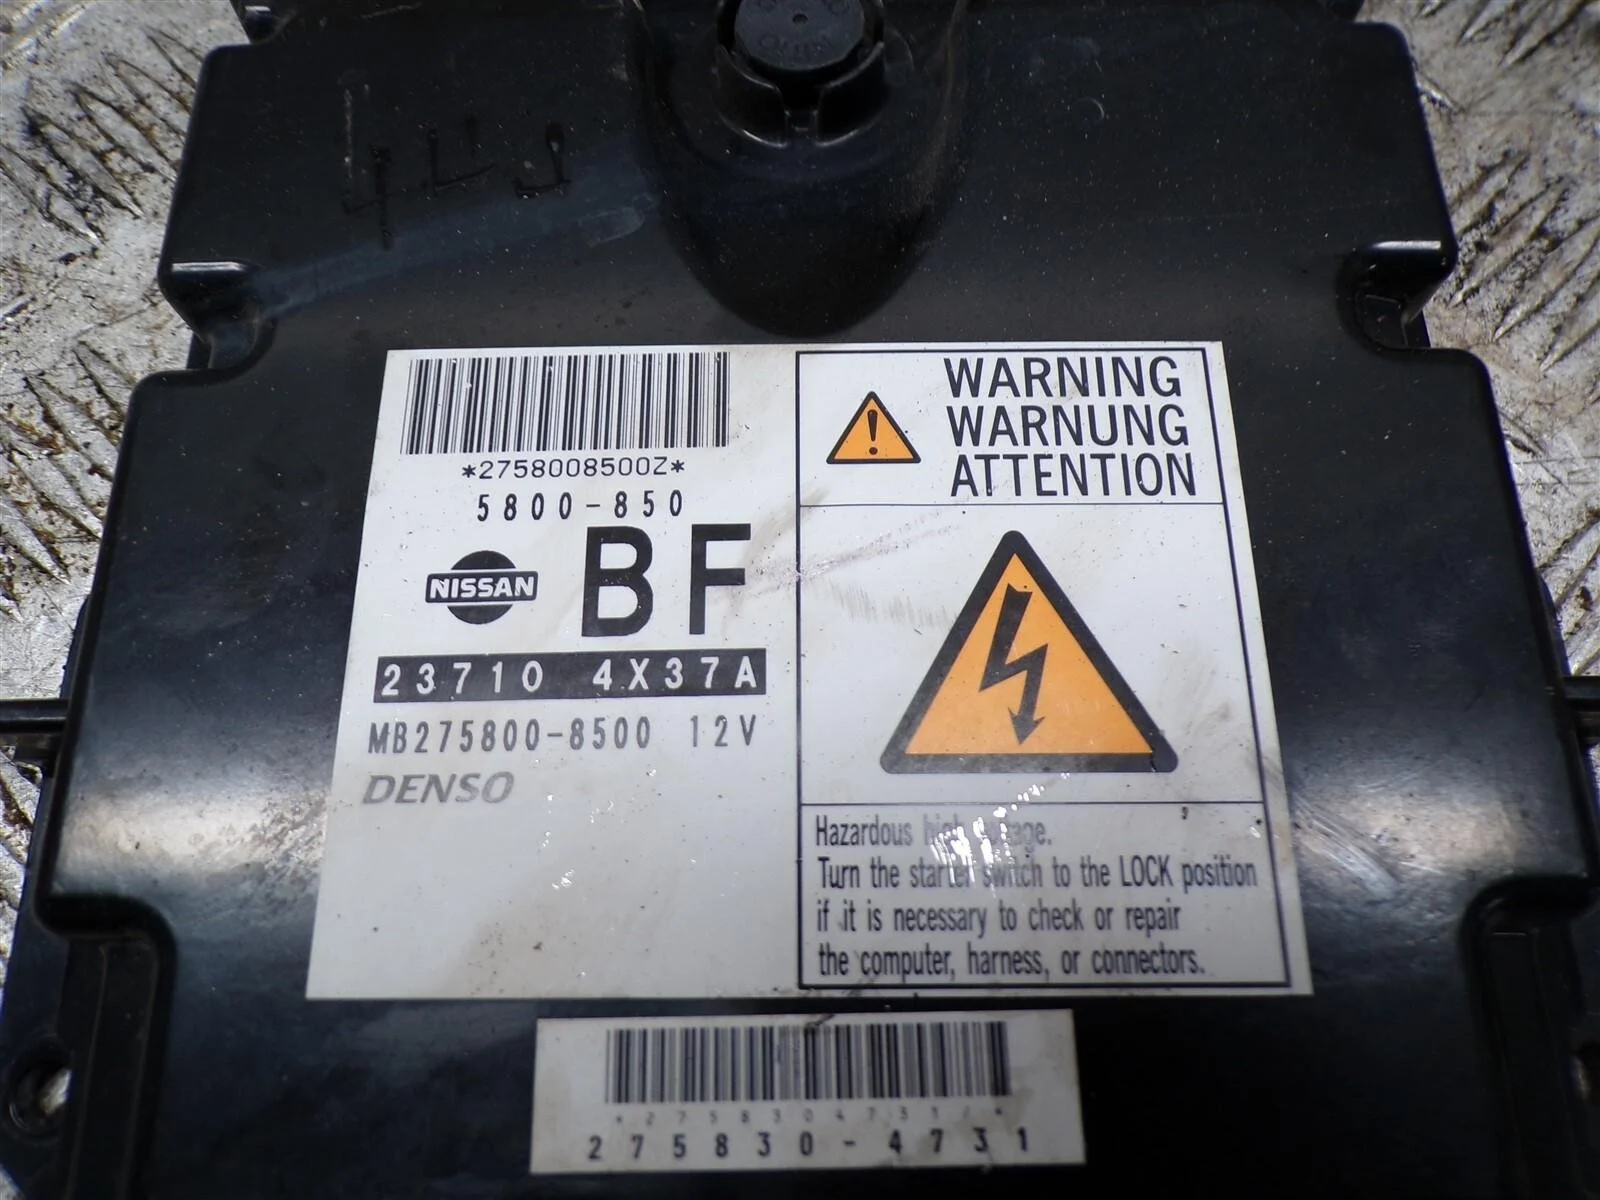 *2758008500Z*
5800-850
NISSAN BF
23710 4X37A
MB275800-8500 12V
DENSO
WARNING
WARNUNG
ATTENTION
Hazardous high voltage.
Turn the starter switch to the LOCK position
if it is necessary to check or repair
the computer, harness, or connectors.
275830-4731